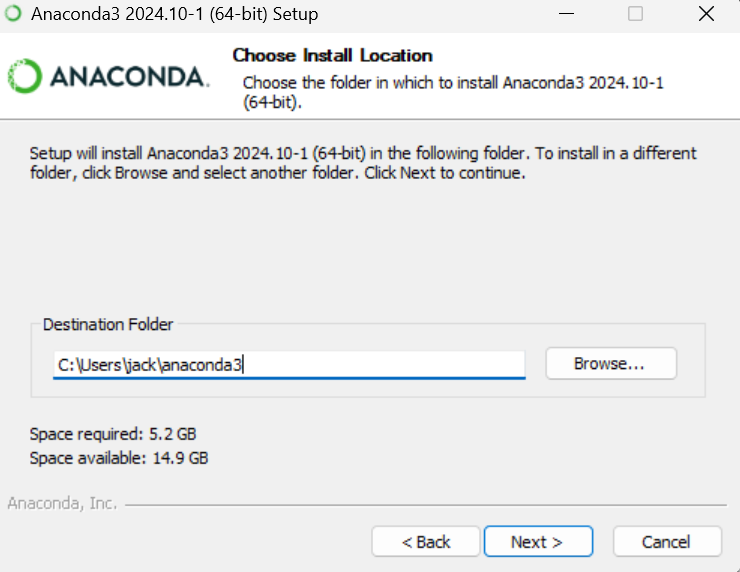 Anaconda3 2024.10-1 (64-bit) Setup
ANACONDA.
Choose Install Location
Choose the folder in which to install Anaconda3 2024.10-1
(64-bit).
Setup will install Anaconda3 2024.10-1 (64-bit) in the following folder. To install in a different
folder, click Browse and select another folder. Click Next to continue.
Destination Folder
C:\Users\jack\anaconda3
Browse...
Space required: 5.2 GB
Space available: 14.9 GB
Anaconda, Inc.
< Back
Next >
Cancel